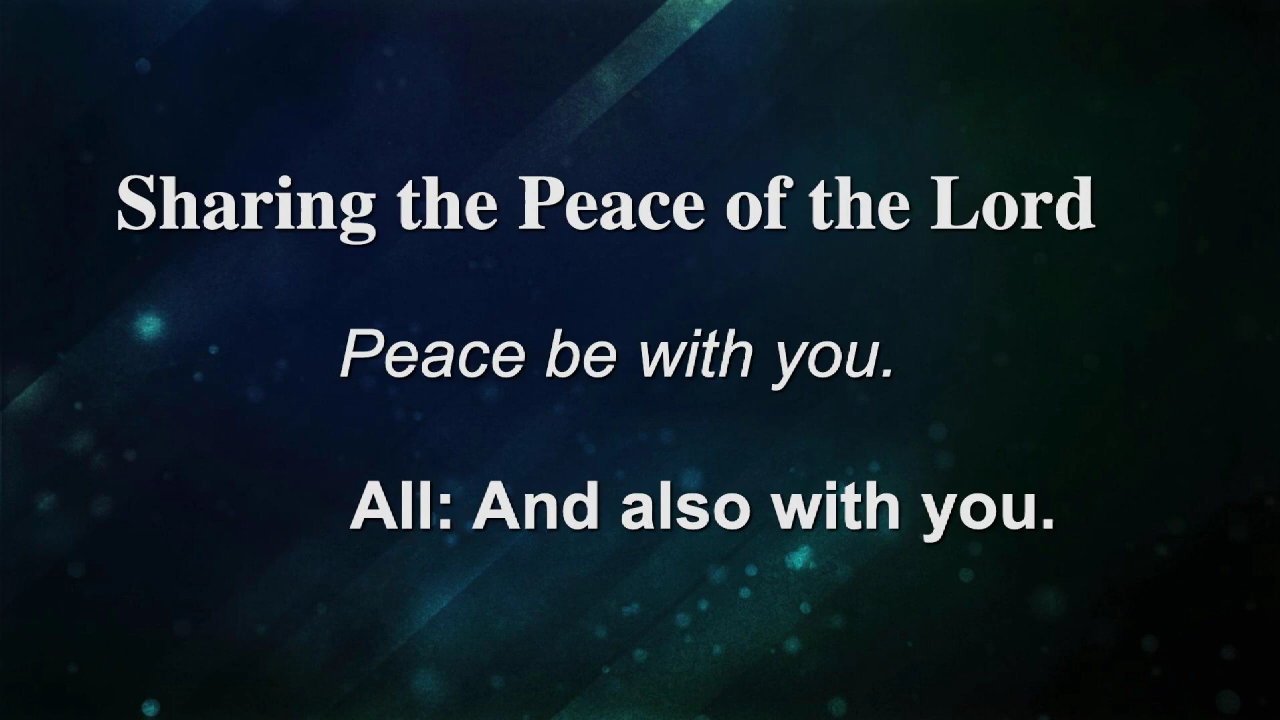 Sharing the Peace of the Lord
Peace be with you.
All: And also with you.